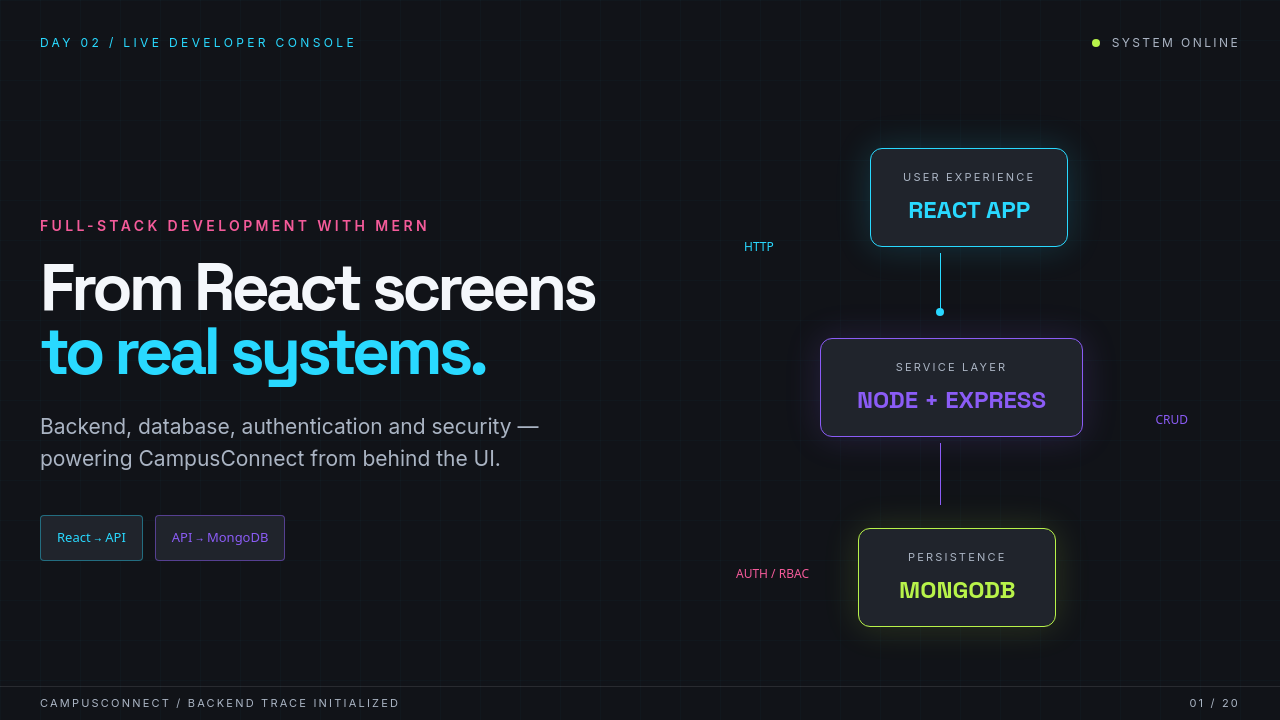 DAY 02 / LIVE DEVELOPER CONSOLE
SYSTEM ONLINE
FULL-STACK DEVELOPMENT WITH MERN
From React screens
to real systems.
Backend, database, authentication and security —
powering CampusConnect from behind the UI.
React → API
API → MongoDB
USER EXPERIENCE
REACT APP
HTTP
SERVICE LAYER
NODE + EXPRESS
CRUD
PERSISTENCE
MONGODB
AUTH / RBAC
CAMPUSCONNECT / BACKEND TRACE INITIALIZED
01 / 20